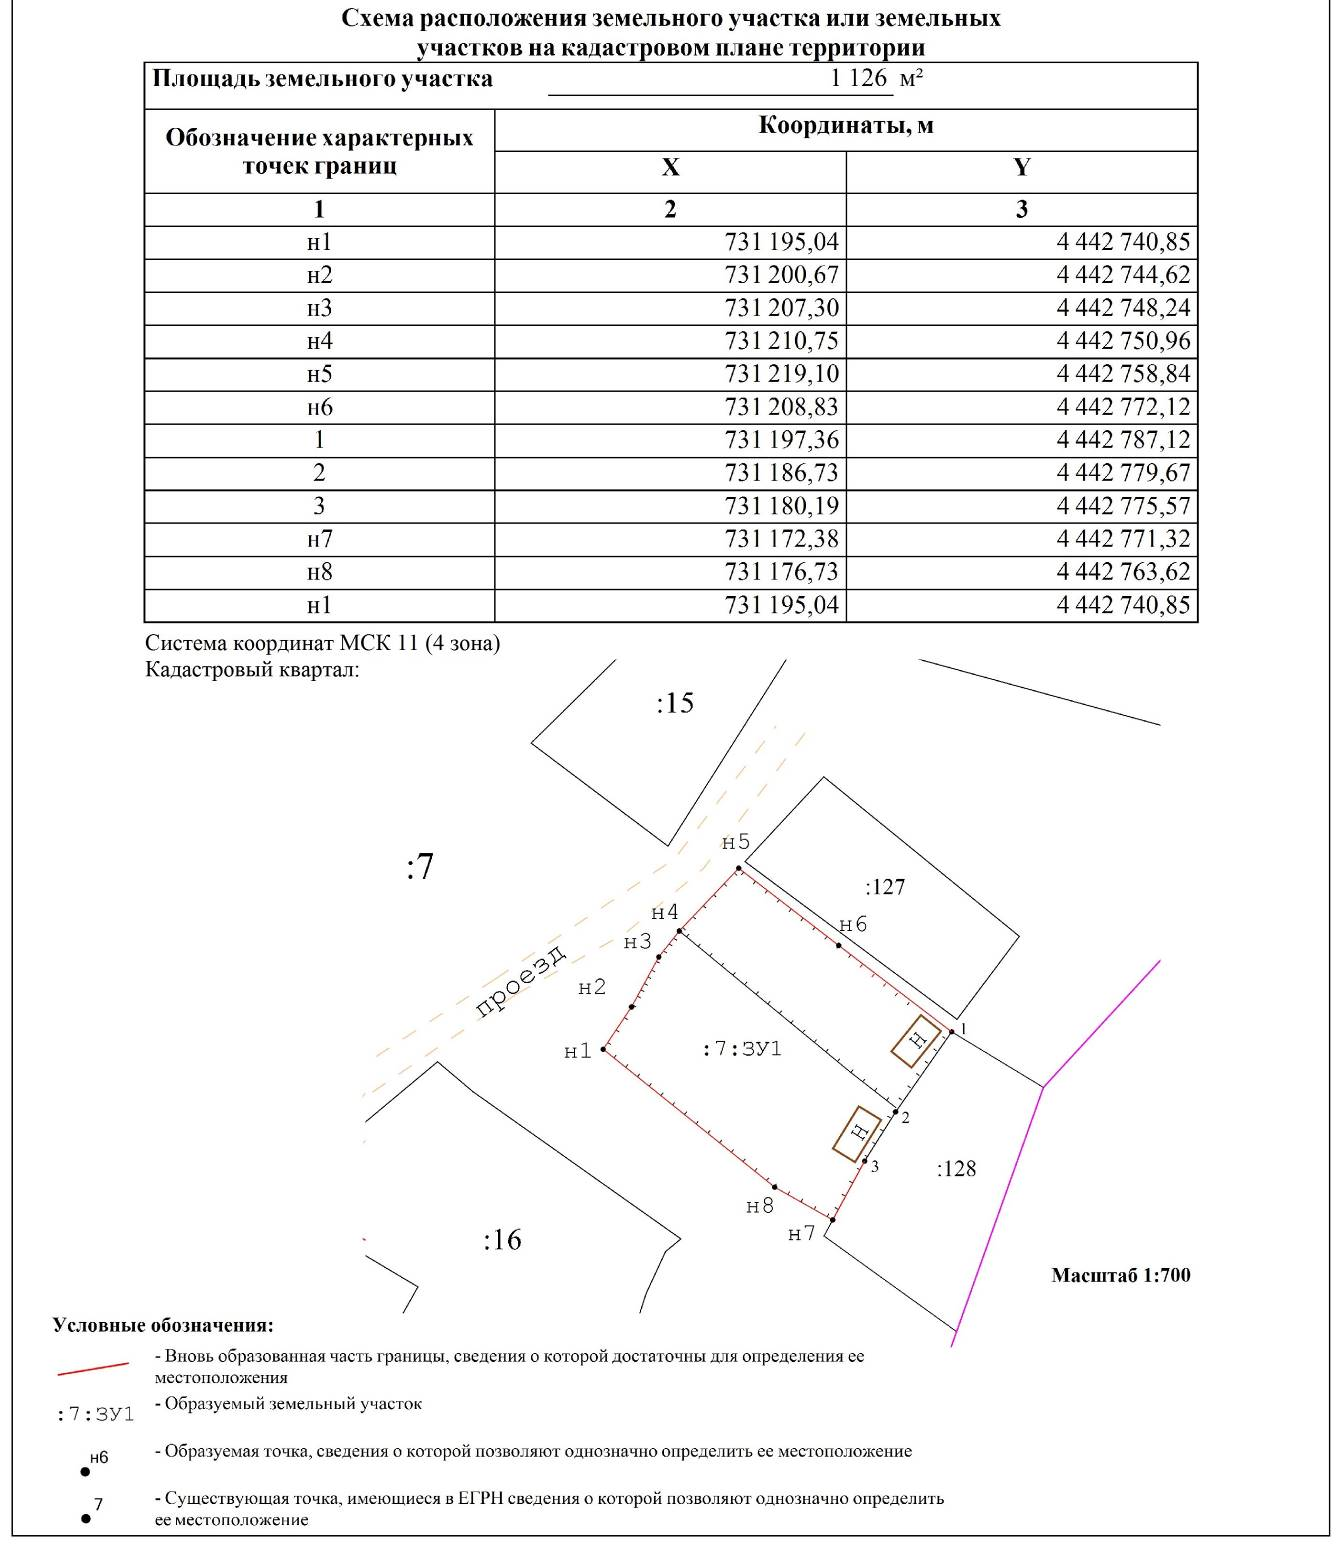 Схема расположения земельного участка или земельных
участков на кадастровом плане территории
Площадь земельного участка 1 126 м²
Обозначение характерных
точек границ
Координаты, м
X Y
1 2 3
н1 731 195,04 4 442 740,85
н2 731 200,67 4 442 744,62
н3 731 207,30 4 442 748,24
н4 731 210,75 4 442 750,96
н5 731 219,10 4 442 758,84
н6 731 208,83 4 442 772,12
1 731 197,36 4 442 787,12
2 731 186,73 4 442 779,67
3 731 180,19 4 442 775,57
н7 731 172,38 4 442 771,32
н8 731 176,73 4 442 763,62
н1 731 195,04 4 442 740,85
Система координат МСК 11 (4 зона)
Кадастровый квартал:
:15
н5
:7
:127
н4
н6
н3
проезд
н2
1
н1
:7:ЗУ1
Н
2
Н
3
:128
н8
н7
:16
Масштаб 1:700
Условные обозначения:
- Вновь образованная часть границы, сведения о которой достаточны для определения ее
местоположения
:7:ЗУ1 - Образуемый земельный участок
н6 - Образуемая точка, сведения о которой позволяют однозначно определить ее местоположение
7 - Существующая точка, имеющиеся в ЕГРН сведения о которой позволяют однозначно определить
ее местоположение